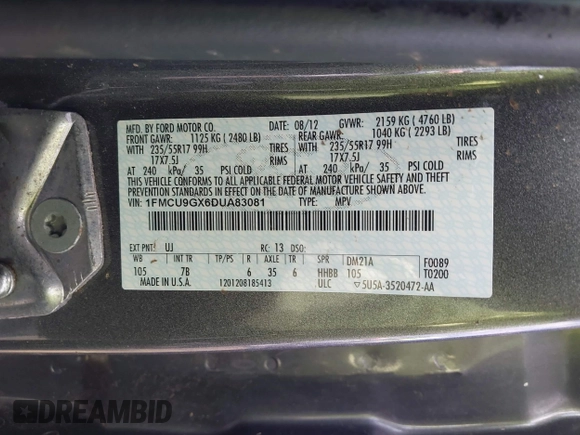 MFD. BY FORD MOTOR CO. 08/12 GVWR: 2159 KG ( 4760 LB)
FRONT GAWR: 1125 KG ( 2480 LB) REAR GAWR: 1040 KG ( 2293 LB)
WITH 235/55R17 99H TIRES WITH 235/55R17 99H TIRES
17X7.5J RIMS 17X7.5J RIMS
AT 240 kPa/ 35 PSI COLD AT 240 kPa/ 35 PSI COLD
THIS VEHICLE CONFORMS TO ALL APPLICABLE FEDERAL MOTOR VEHICLE SAFETY AND BUMPER
STANDARDS IN EFFECT ON THE DATE OF MANUFACTURE SHOWN ABOVE.
VIN: 1FMCU9GX6DUA83081 TYPE: MPV
EXT PNT: UJ RC: 13 DSO:
WB INT TR TP/PS R AXLE TR SPR DM21A F0089
105 7B 6 35 6 HHBB 105 T0200
MADE IN U.S.A. 1201208185413 ULC ▽5U5A-3520472-AA
DREAMBID